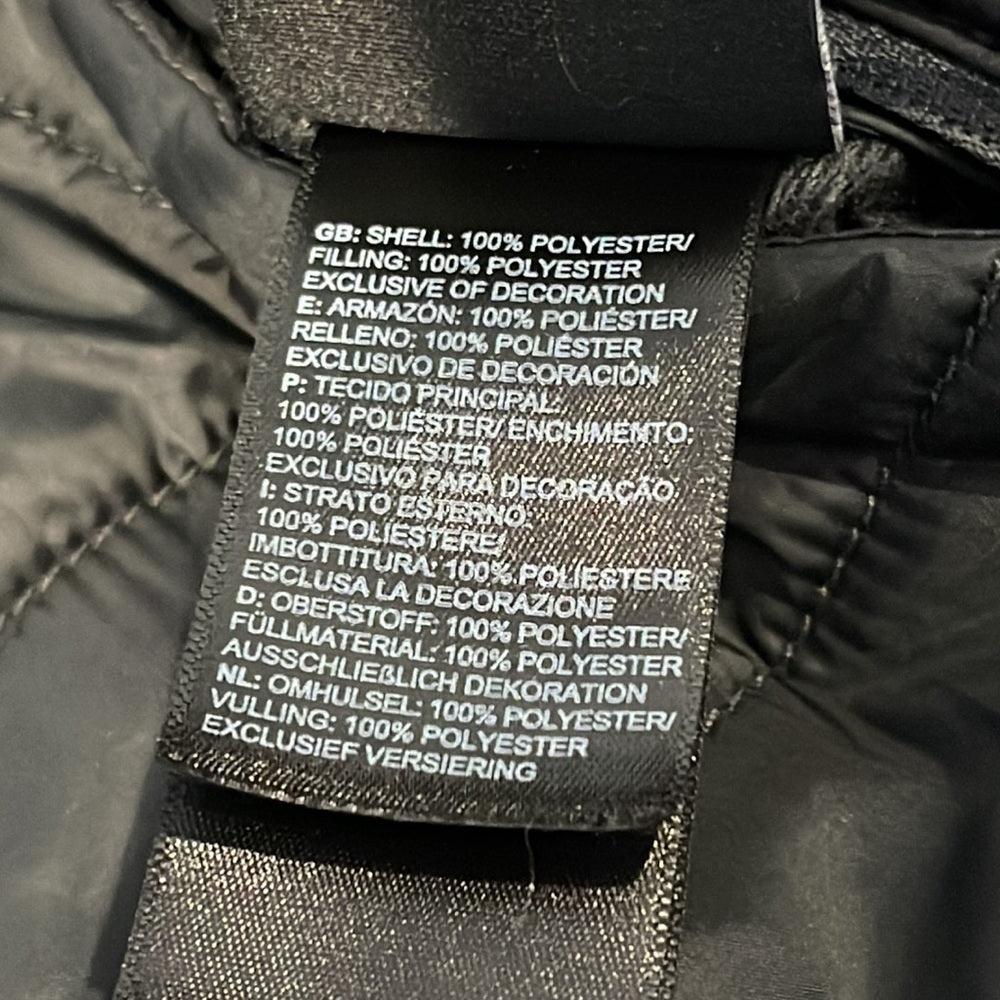 GB: SHELL: 100% POLYESTER/
FILLING: 100% POLYESTER
EXCLUSIVE OF DECORATION
E: ARMAZÓN: 100% POLIÉSTER/
RELLENO: 100% POLIÉSTER
EXCLUSIVO DE DECORACIÓN
P: TECIDO PRINCIPAL:
100% POLIÉSTER/ ENCHIMENTO:
100% POLIÉSTER
EXCLUSIVO PARA DECORAÇÃO
I: STRATO ESTERNO:
100% POLIESTERE/
IMBOTTITURA: 100% POLIESTERE
ESCLUSA LA DECORAZIONE
D: OBERSTOFF: 100% POLYESTER/
FÜLLMATERIAL: 100% POLYESTER
AUSSCHLIEßLICH DEKORATION
NL: OMHULSEL: 100% POLYESTER/
VULLING: 100% POLYESTER
EXCLUSIEF VERSIERING